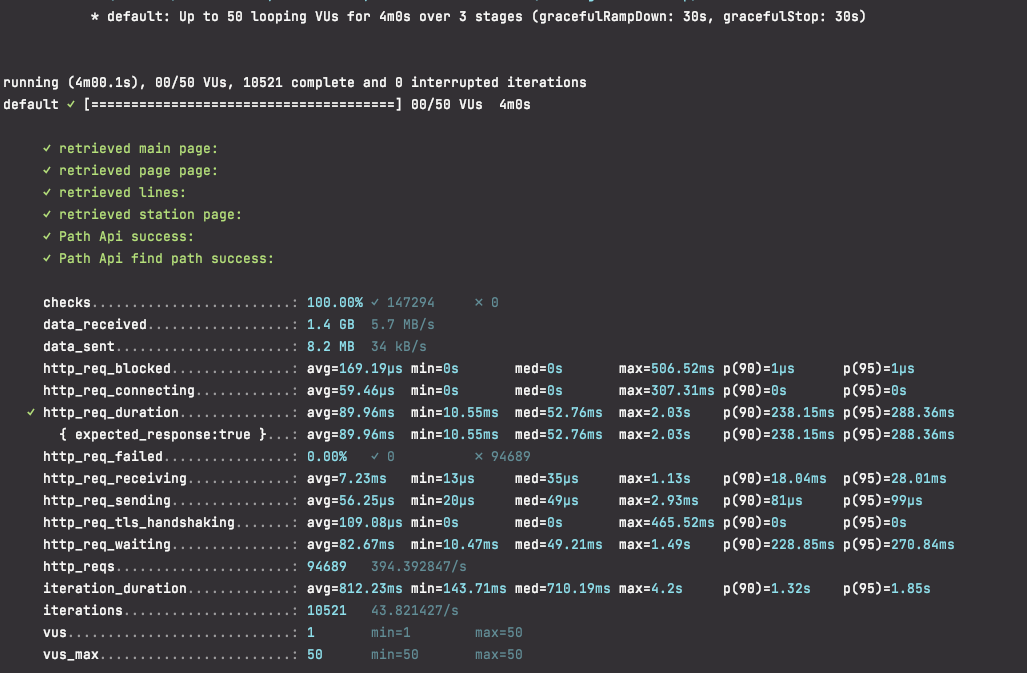 * default: Up to 50 looping VUs for 4m0s over 3 stages (gracefulRampDown: 30s, gracefulStop: 30s)
running (4m00.1s), 00/50 VUs, 10521 complete and 0 interrupted iterations
default ✓ [======================================] 00/50 VUs  4m0s
✓ retrieved main page:
✓ retrieved page page:
✓ retrieved lines:
✓ retrieved station page:
✓ Path Api success:
✓ Path Api find path success:
checks.........................: 100.00% ✓ 147294     ✗ 0
data_received..................: 1.4 GB  5.7 MB/s
data_sent......................: 8.2 MB  34 kB/s
http_req_blocked...............: avg=169.19µs min=0s       med=0s      max=506.52ms p(90)=1µs      p(95)=1µs
http_req_connecting............: avg=59.46µs  min=0s       med=0s      max=307.31ms p(90)=0s       p(95)=0s
✓ http_req_duration..............: avg=89.96ms  min=10.55ms  med=52.76ms  max=2.03s    p(90)=238.15ms p(95)=288.36ms
{ expected_response:true }...: avg=89.96ms  min=10.55ms  med=52.76ms  max=2.03s    p(90)=238.15ms p(95)=288.36ms
http_req_failed................: 0.00%   ✓ 0          ✗ 94689
http_req_receiving.............: avg=7.23ms   min=13µs     med=35µs     max=1.13s    p(90)=18.04ms  p(95)=28.01ms
http_req_sending...............: avg=56.25µs  min=20µs     med=49µs     max=2.93ms   p(90)=81µs     p(95)=99µs
http_req_tls_handshaking.......: avg=109.08µs min=0s       med=0s       max=465.52ms p(90)=0s       p(95)=0s
http_req_waiting...............: avg=82.67ms  min=10.47ms  med=49.21ms  max=1.49s    p(90)=228.85ms p(95)=270.84ms
http_reqs......................: 94689   394.392847/s
iteration_duration.............: avg=812.23ms min=143.71ms med=710.19ms max=4.2s     p(90)=1.32s    p(95)=1.85s
iterations.....................: 10521   43.821427/s
vus............................: 1       min=1        max=50
vus_max........................: 50      min=50       max=50